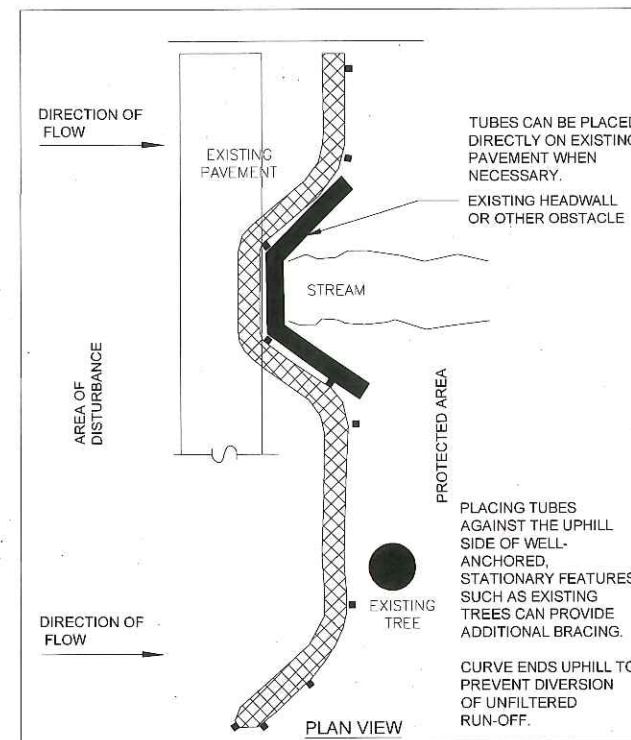 DIRECTION OF
FLOW
EXISTING
PAVEMENT
TUBES CAN BE PLACED
DIRECTLY ON EXISTING
PAVEMENT WHEN
NECESSARY.
EXISTING HEADWALL
OR OTHER OBSTACLE
STREAM
AREA OF
DISTURBANCE
PROTECTED AREA
PLACING TUBES
AGAINST THE UPHILL
SIDE OF WELL-
ANCHORED,
STATIONARY FEATURES
SUCH AS EXISTING
TREES CAN PROVIDE
ADDITIONAL BRACING.
EXISTING
TREE
DIRECTION OF
FLOW
CURVE ENDS UPHILL TO
PREVENT DIVERSION
OF UNFILTERED
RUN-OFF.
PLAN VIEW